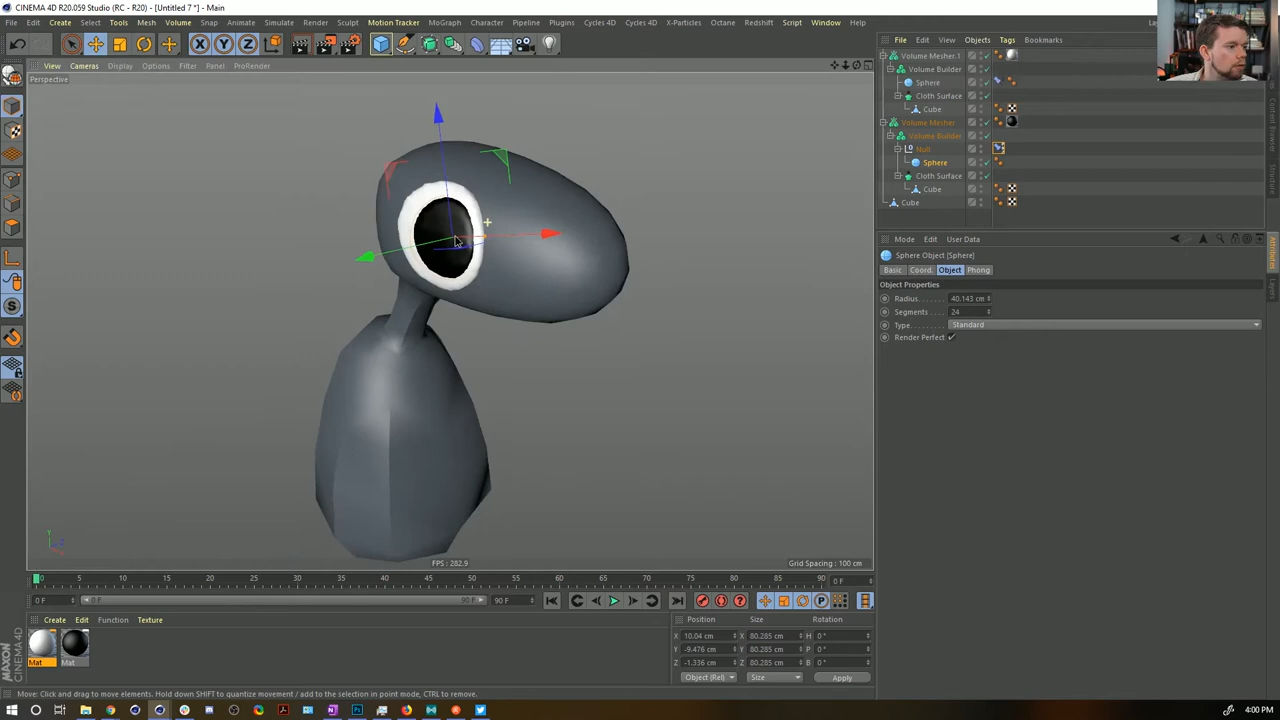 CINEMA 4D R20.059 Studio (RC - R20) - [Untitled 7 *] - Main
File Edit Create Select Tools Mesh Volume Snap Animate Simulate Render Sculpt Motion Tracker MoGraph Character Pipeline Plugins Cycles 4D Cycles 4D X-Particles Octane Redshift Script Window Help
File Edit View Objects Tags Bookmarks
View Cameras Display Options Filter Panel ProRender
Perspective
Volume Mesher.1
Volume Builder
Sphere
Cloth Surface
Cube
Volume Mesher
Volume Builder
Null
Sphere
Cloth Surface
Cube
Cube
Content Browser
Mode Edit User Data
Sphere Object [Sphere]
Basic Coord. Object Phong
Object Properties
Radius 40.143 cm
Segments 24
Type Standard
Render Perfect
Attributes
Layers
Y
X
Z
FPS : 282.9
Grid Spacing : 100 cm
0 5 10 15 20 25 30 35 40 45 50 55 60 65 70 75 80 85 90 0 F
0 F 0 F 90 F 90 F
Create Edit Function Texture
Mat Mat
Position Size Rotation
X 10.04 cm X 80.285 cm H 0 °
Y -9.476 cm Y 80.285 cm P 0 °
Z -1.336 cm Z 80.285 cm B 0 °
Object (Rel) Size Apply
MAXON CINEMA 4D
Move: Click and drag to move elements. Hold down SHIFT to quantize movement / add to the selection in point mode, CTRL to remove.
4:00 PM